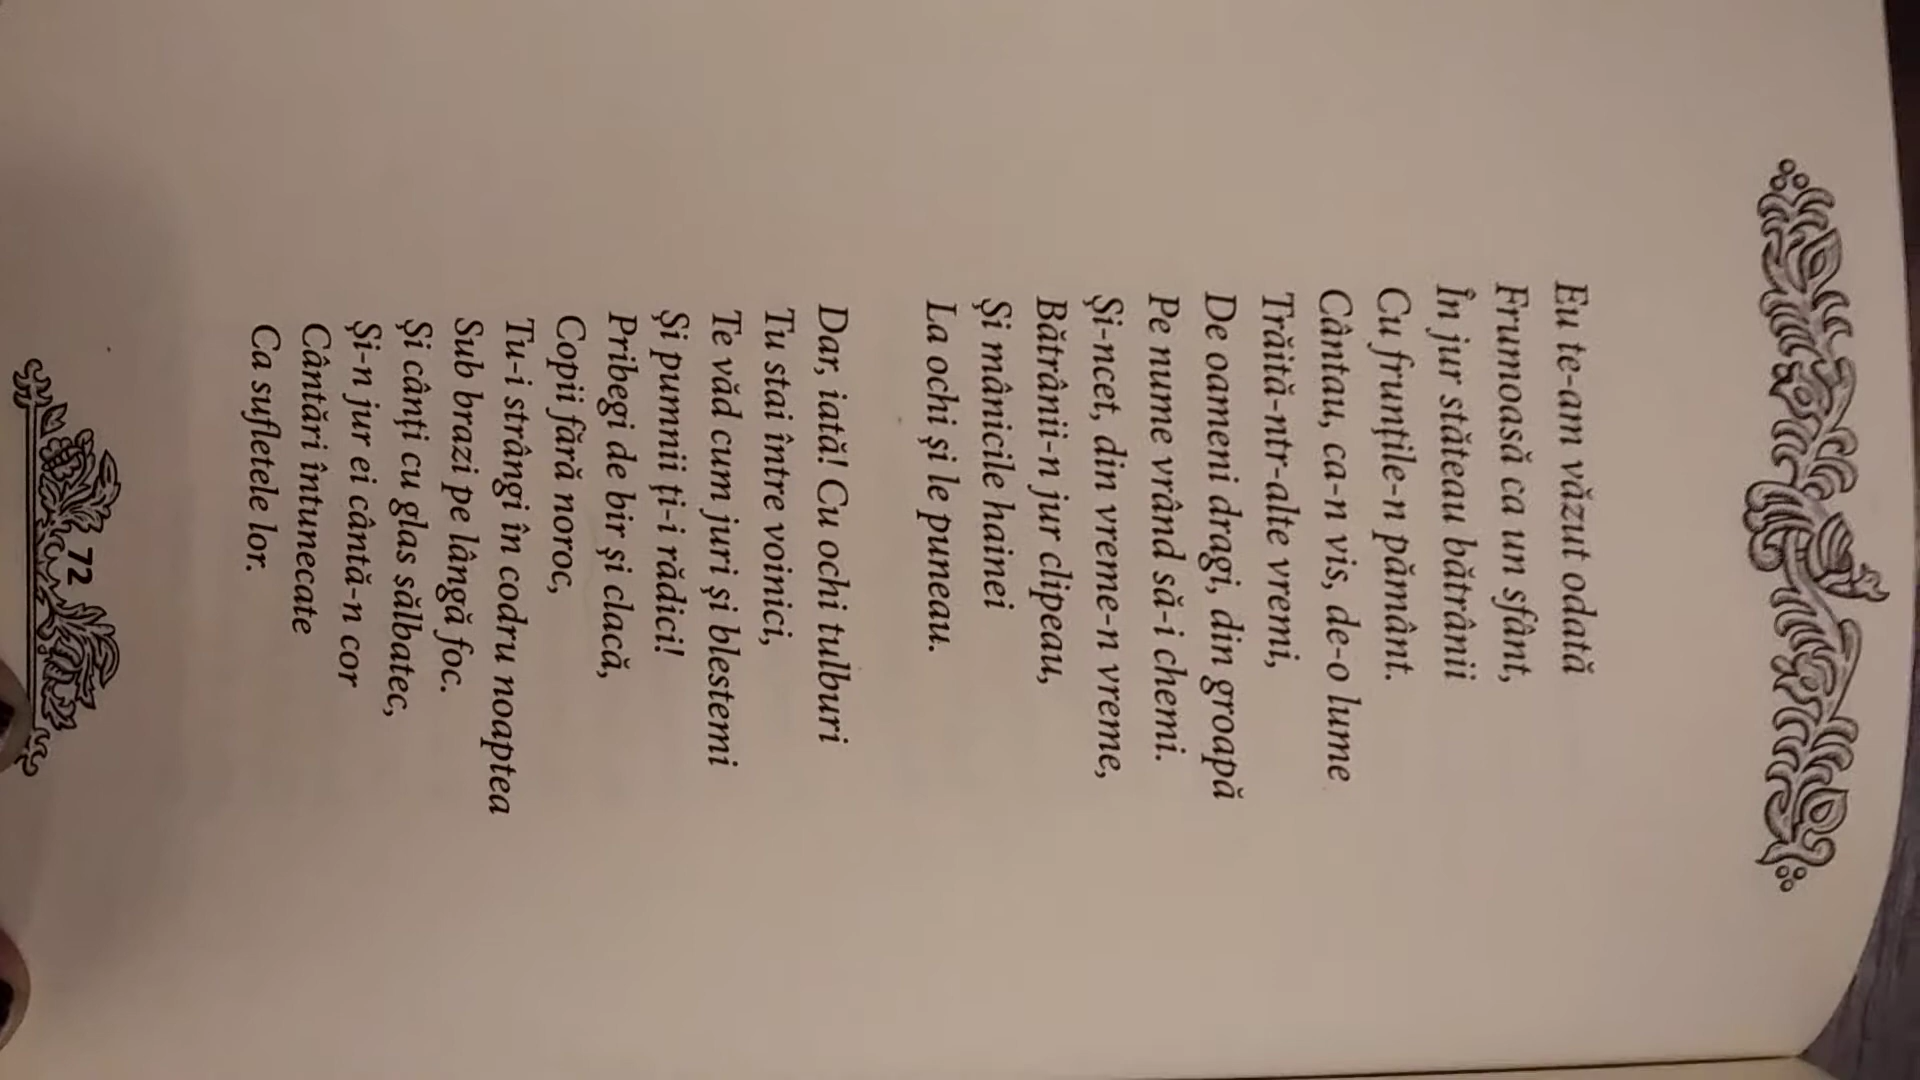 Eu te-am văzut odată
Frumoasă ca un sfânt,
În jur stăteau bătrânii
Cu frunțile-n pământ.
Cântau, ca-n vis, de-o lume
Trăită-ntr-alte vremi,
De oameni dragi, din groapă
Pe nume vrând să-i chemi.
Și-ncet, din vreme-n vreme,
Bătrânii-n jur clipeau,
Și mânicile hainei
La ochi și le puneau.
Dar, iată! Cu ochi tulburi
Tu stai între voinici,
Te văd cum juri și blestemi
Și pumnii ți-i rădici!
Pribegi de bir și clacă,
Copii fără noroc,
Tu-i strângi în codru noaptea
Sub brazi pe lângă foc.
Și cânți cu glas sălbatec,
Și-n jur ei cântă-n cor
Cântări întunecate
Ca sufletele lor.
72